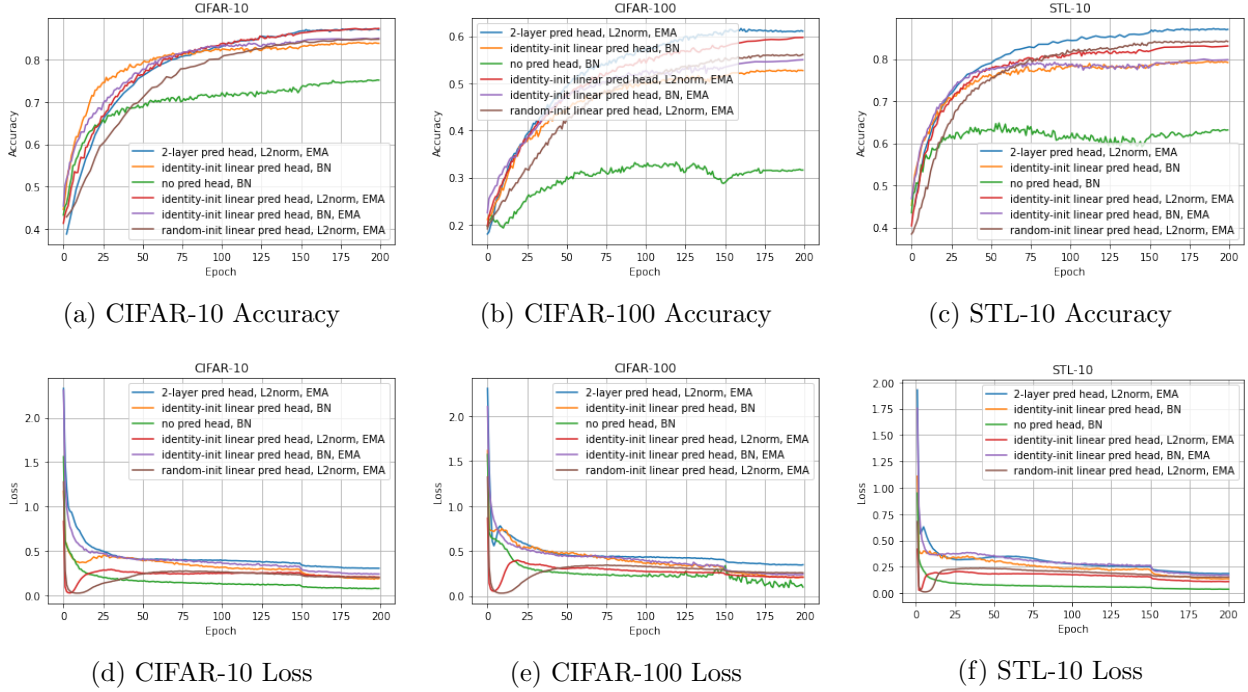 CIFAR-10
Accuracy
0.8
0.7
0.6
0.5
0.4
2-layer pred head, L2norm, EMA
identity-init linear pred head, BN
no pred head, BN
identity-init linear pred head, L2norm, EMA
identity-init linear pred head, BN, EMA
random-init linear pred head, L2norm, EMA
0 25 50 75 100 125 150 175 200
Epoch
(a) CIFAR-10 Accuracy
CIFAR-100
Accuracy
0.6
0.5
0.4
0.3
0.2
2-layer pred head, L2norm, EMA
identity-init linear pred head, BN
no pred head, BN
identity-init linear pred head, L2norm, EMA
identity-init linear pred head, BN, EMA
random-init linear pred head, L2norm, EMA
0 25 50 75 100 125 150 175 200
Epoch
(b) CIFAR-100 Accuracy
STL-10
Accuracy
0.8
0.7
0.6
0.5
0.4
2-layer pred head, L2norm, EMA
identity-init linear pred head, BN
no pred head, BN
identity-init linear pred head, L2norm, EMA
identity-init linear pred head, BN, EMA
random-init linear pred head, L2norm, EMA
0 25 50 75 100 125 150 175 200
Epoch
(c) STL-10 Accuracy
CIFAR-10
Loss
2.0
1.5
1.0
0.5
0.0
2-layer pred head, L2norm, EMA
identity-init linear pred head, BN
no pred head, BN
identity-init linear pred head, L2norm, EMA
identity-init linear pred head, BN, EMA
random-init linear pred head, L2norm, EMA
0 25 50 75 100 125 150 175 200
Epoch
(d) CIFAR-10 Loss
CIFAR-100
Loss
2.0
1.5
1.0
0.5
0.0
2-layer pred head, L2norm, EMA
identity-init linear pred head, BN
no pred head, BN
identity-init linear pred head, L2norm, EMA
identity-init linear pred head, BN, EMA
random-init linear pred head, L2norm, EMA
0 25 50 75 100 125 150 175 200
Epoch
(e) CIFAR-100 Loss
STL-10
Loss
2.00
1.75
1.50
1.25
1.00
0.75
0.50
0.25
0.00
2-layer pred head, L2norm, EMA
identity-init linear pred head, BN
no pred head, BN
identity-init linear pred head, L2norm, EMA
identity-init linear pred head, BN, EMA
random-init linear pred head, L2norm, EMA
0 25 50 75 100 125 150 175 200
Epoch
(f) STL-10 Loss